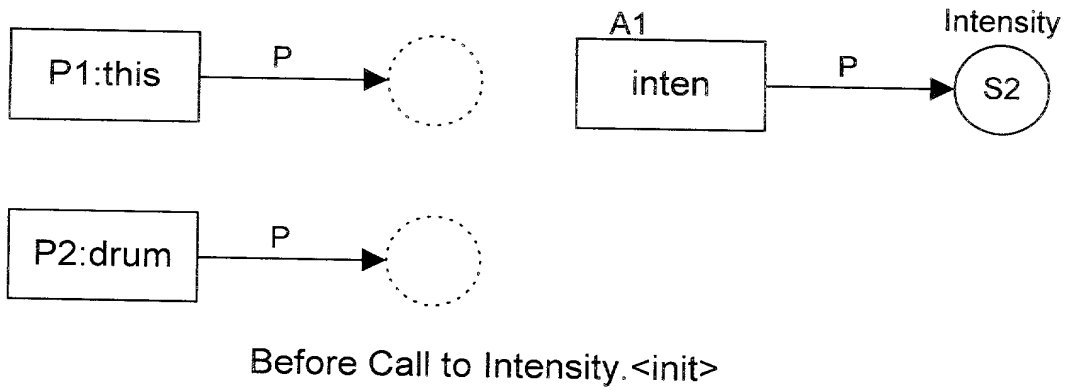 A1
Intensity
P1:this
P
inten
P
S2
P2:drum
P
Before Call to Intensity.<init>